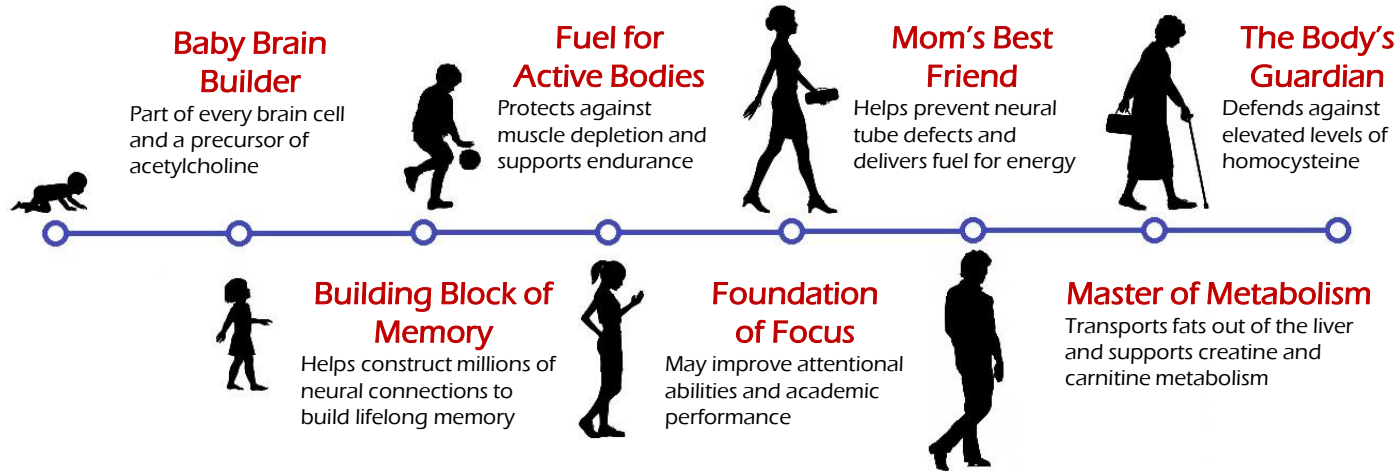 Baby Brain
Builder
Part of every brain cell
and a precursor of
acetylcholine
Building Block of
Memory
Helps construct millions of
neural connections to
build lifelong memory
Fuel for
Active Bodies
Protects against
muscle depletion and
supports endurance
Foundation
of Focus
May improve attentional
abilities and academic
performance
Mom's Best
Friend
Helps prevent neural
tube defects and
delivers fuel for energy
Master of Metabolism
Transports fats out of the liver
and supports creatine and
carnitine metabolism
The Body's
Guardian
Defends against
elevated levels of
homocysteine